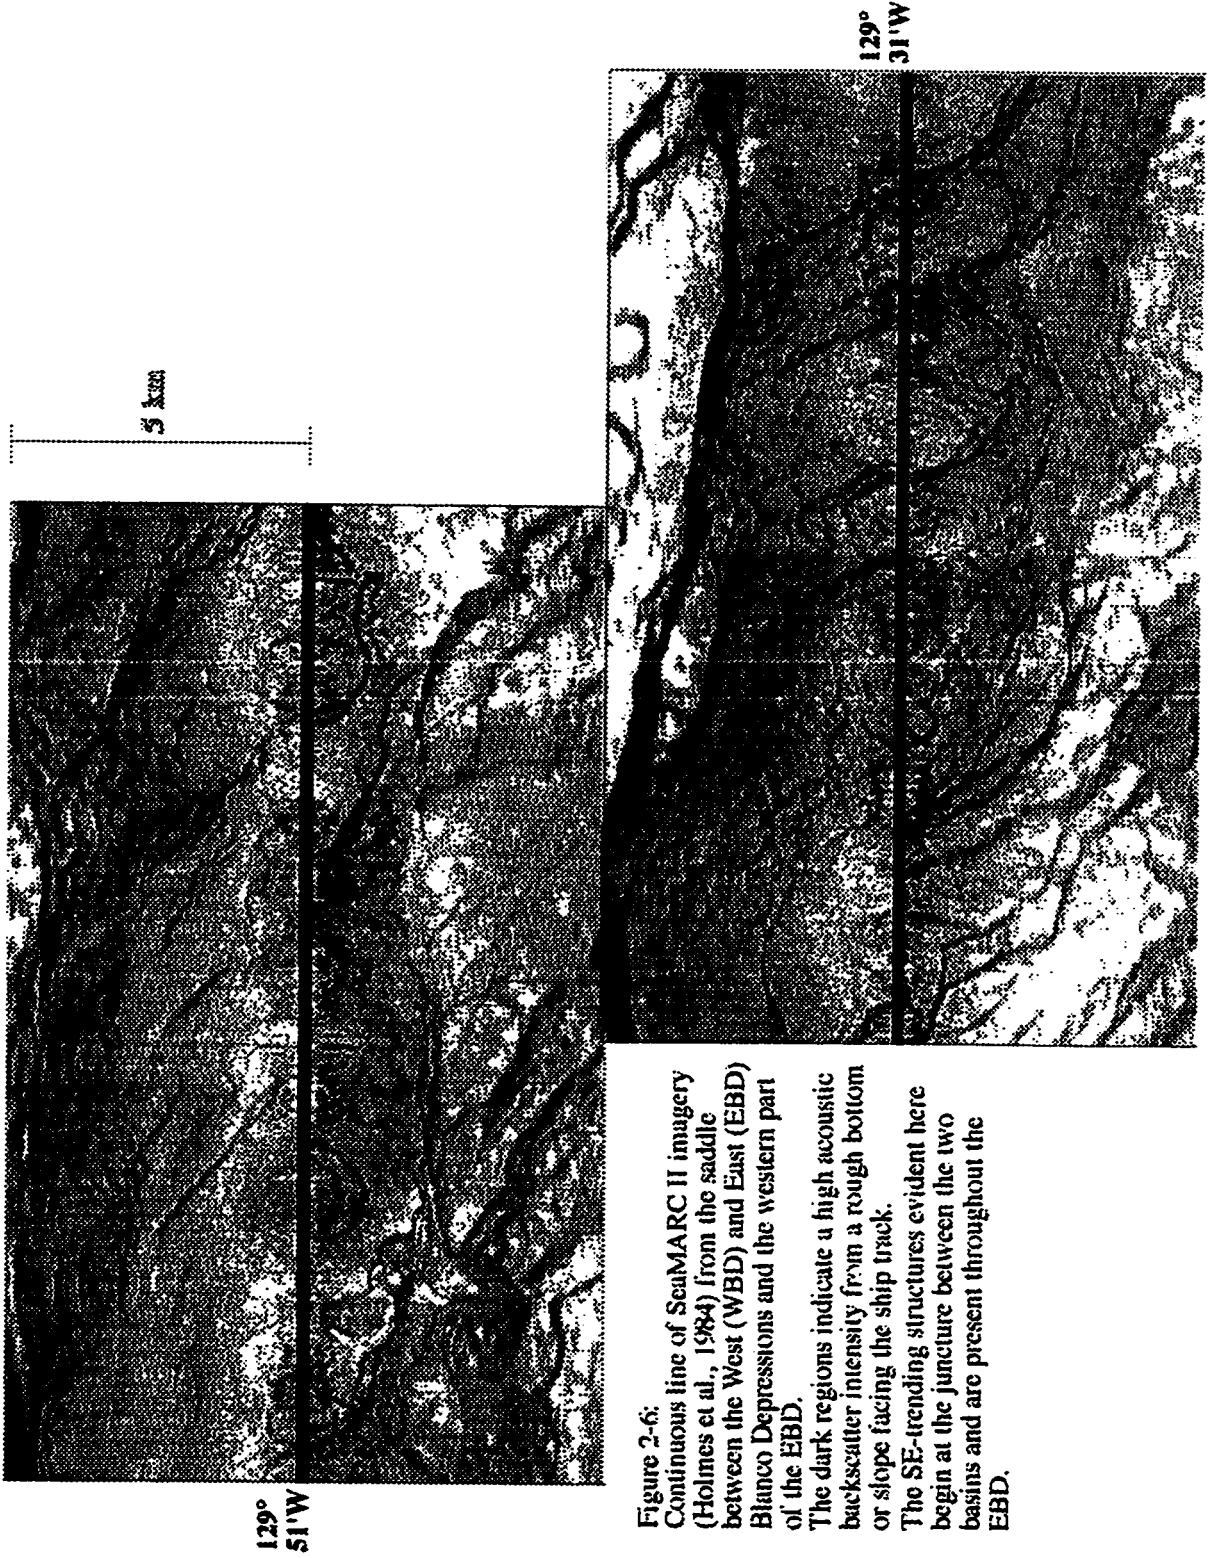 129°
51'W
5 km
129°
31'W
Figure 2-6:
Continuous line of SeaMARC II imagery
(Holmes et al., 1984) from the saddle
between the West (WBD) and East (EBD)
Blanco Depressions and the western part
of the EBD.
The dark regions indicate a high acoustic
backscatter intensity from a rough bottom
or slope facing the ship track.
The SE-trending structures evident here
begin at the juncture between the two
basins and are present throughout the
EBD.